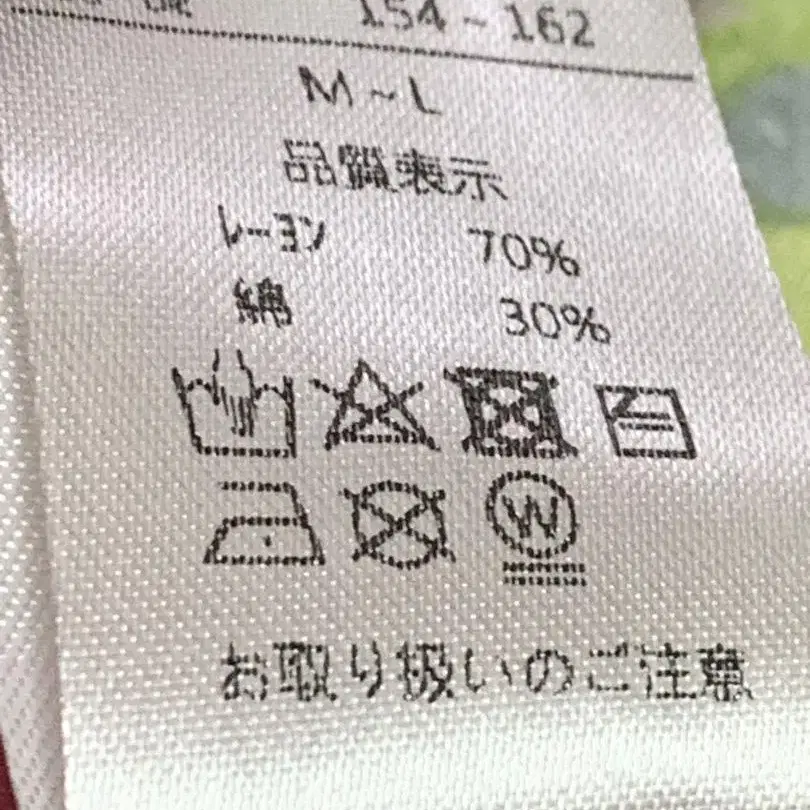 154~162
M~L
品質表示
レーヨン 70%
綿 30%
W
お取り扱いのご注意